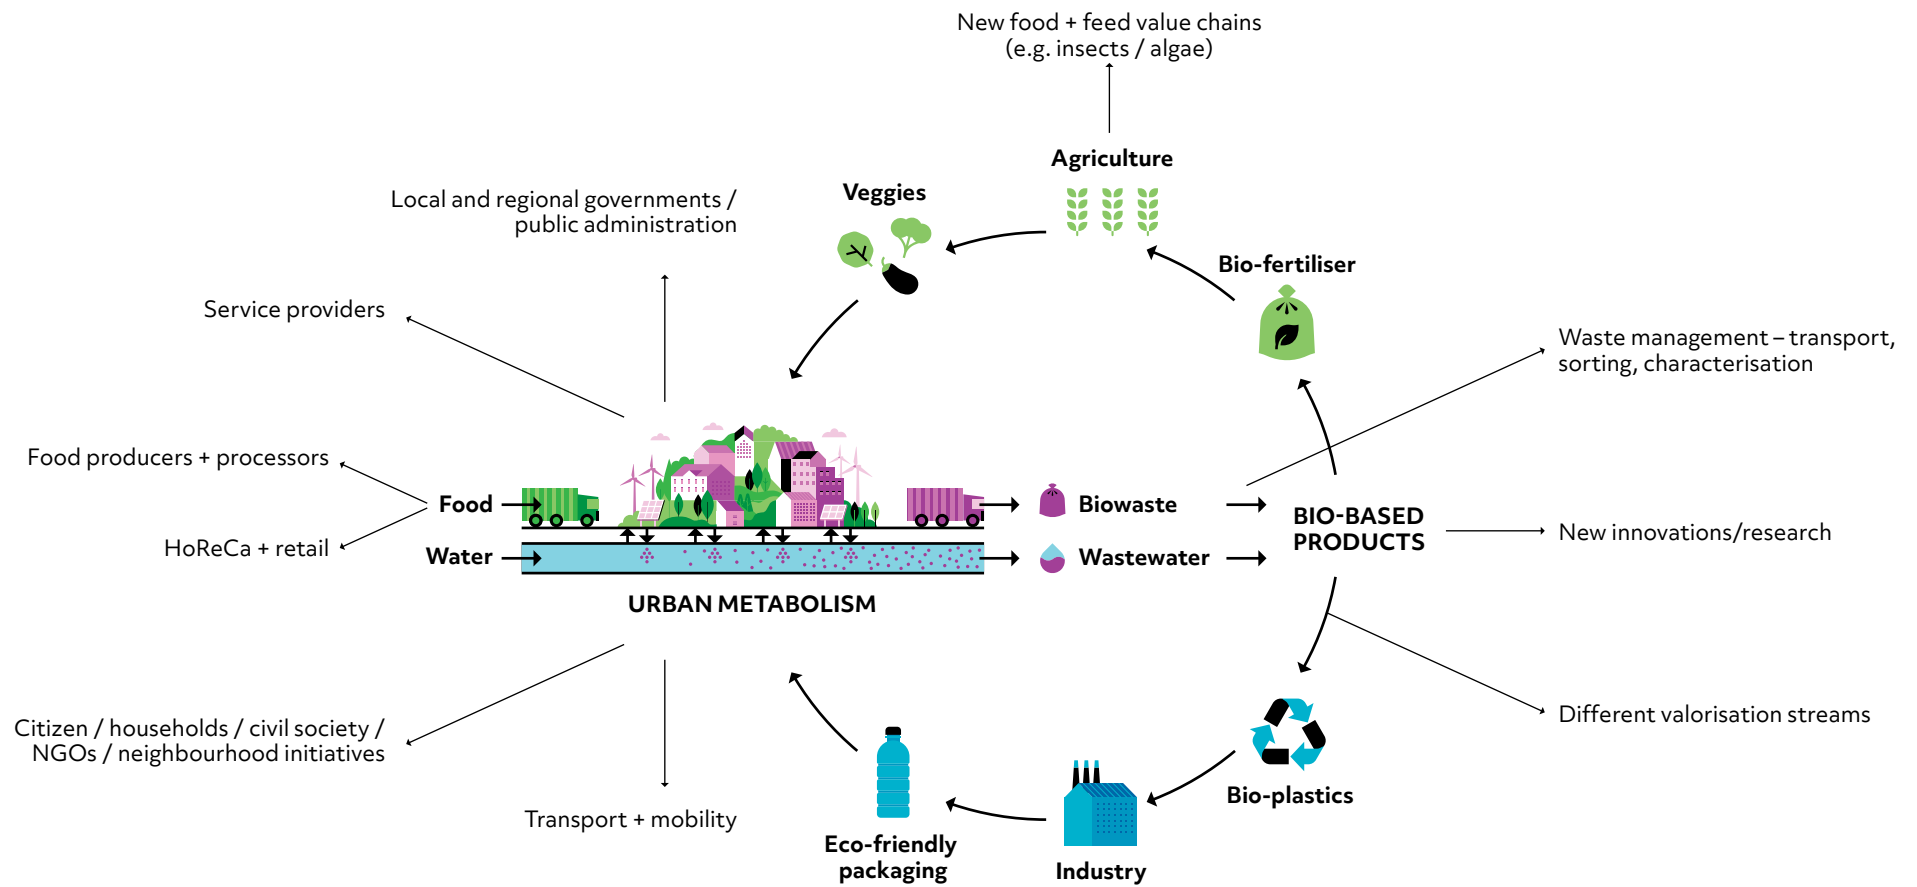 New food + feed value chains
(e.g. insects / algae)
Agriculture
Veggies
Local and regional governments /
public administration
Bio-fertiliser
Service providers
Waste management – transport,
sorting, characterisation
Food producers + processors
Food
Biowaste
BIO-BASED
PRODUCTS
New innovations/research
HoReCa + retail
Water
Wastewater
URBAN METABOLISM
Different valorisation streams
Citizen / households / civil society /
NGOs / neighbourhood initiatives
Transport + mobility
Bio-plastics
Eco-friendly
packaging
Industry